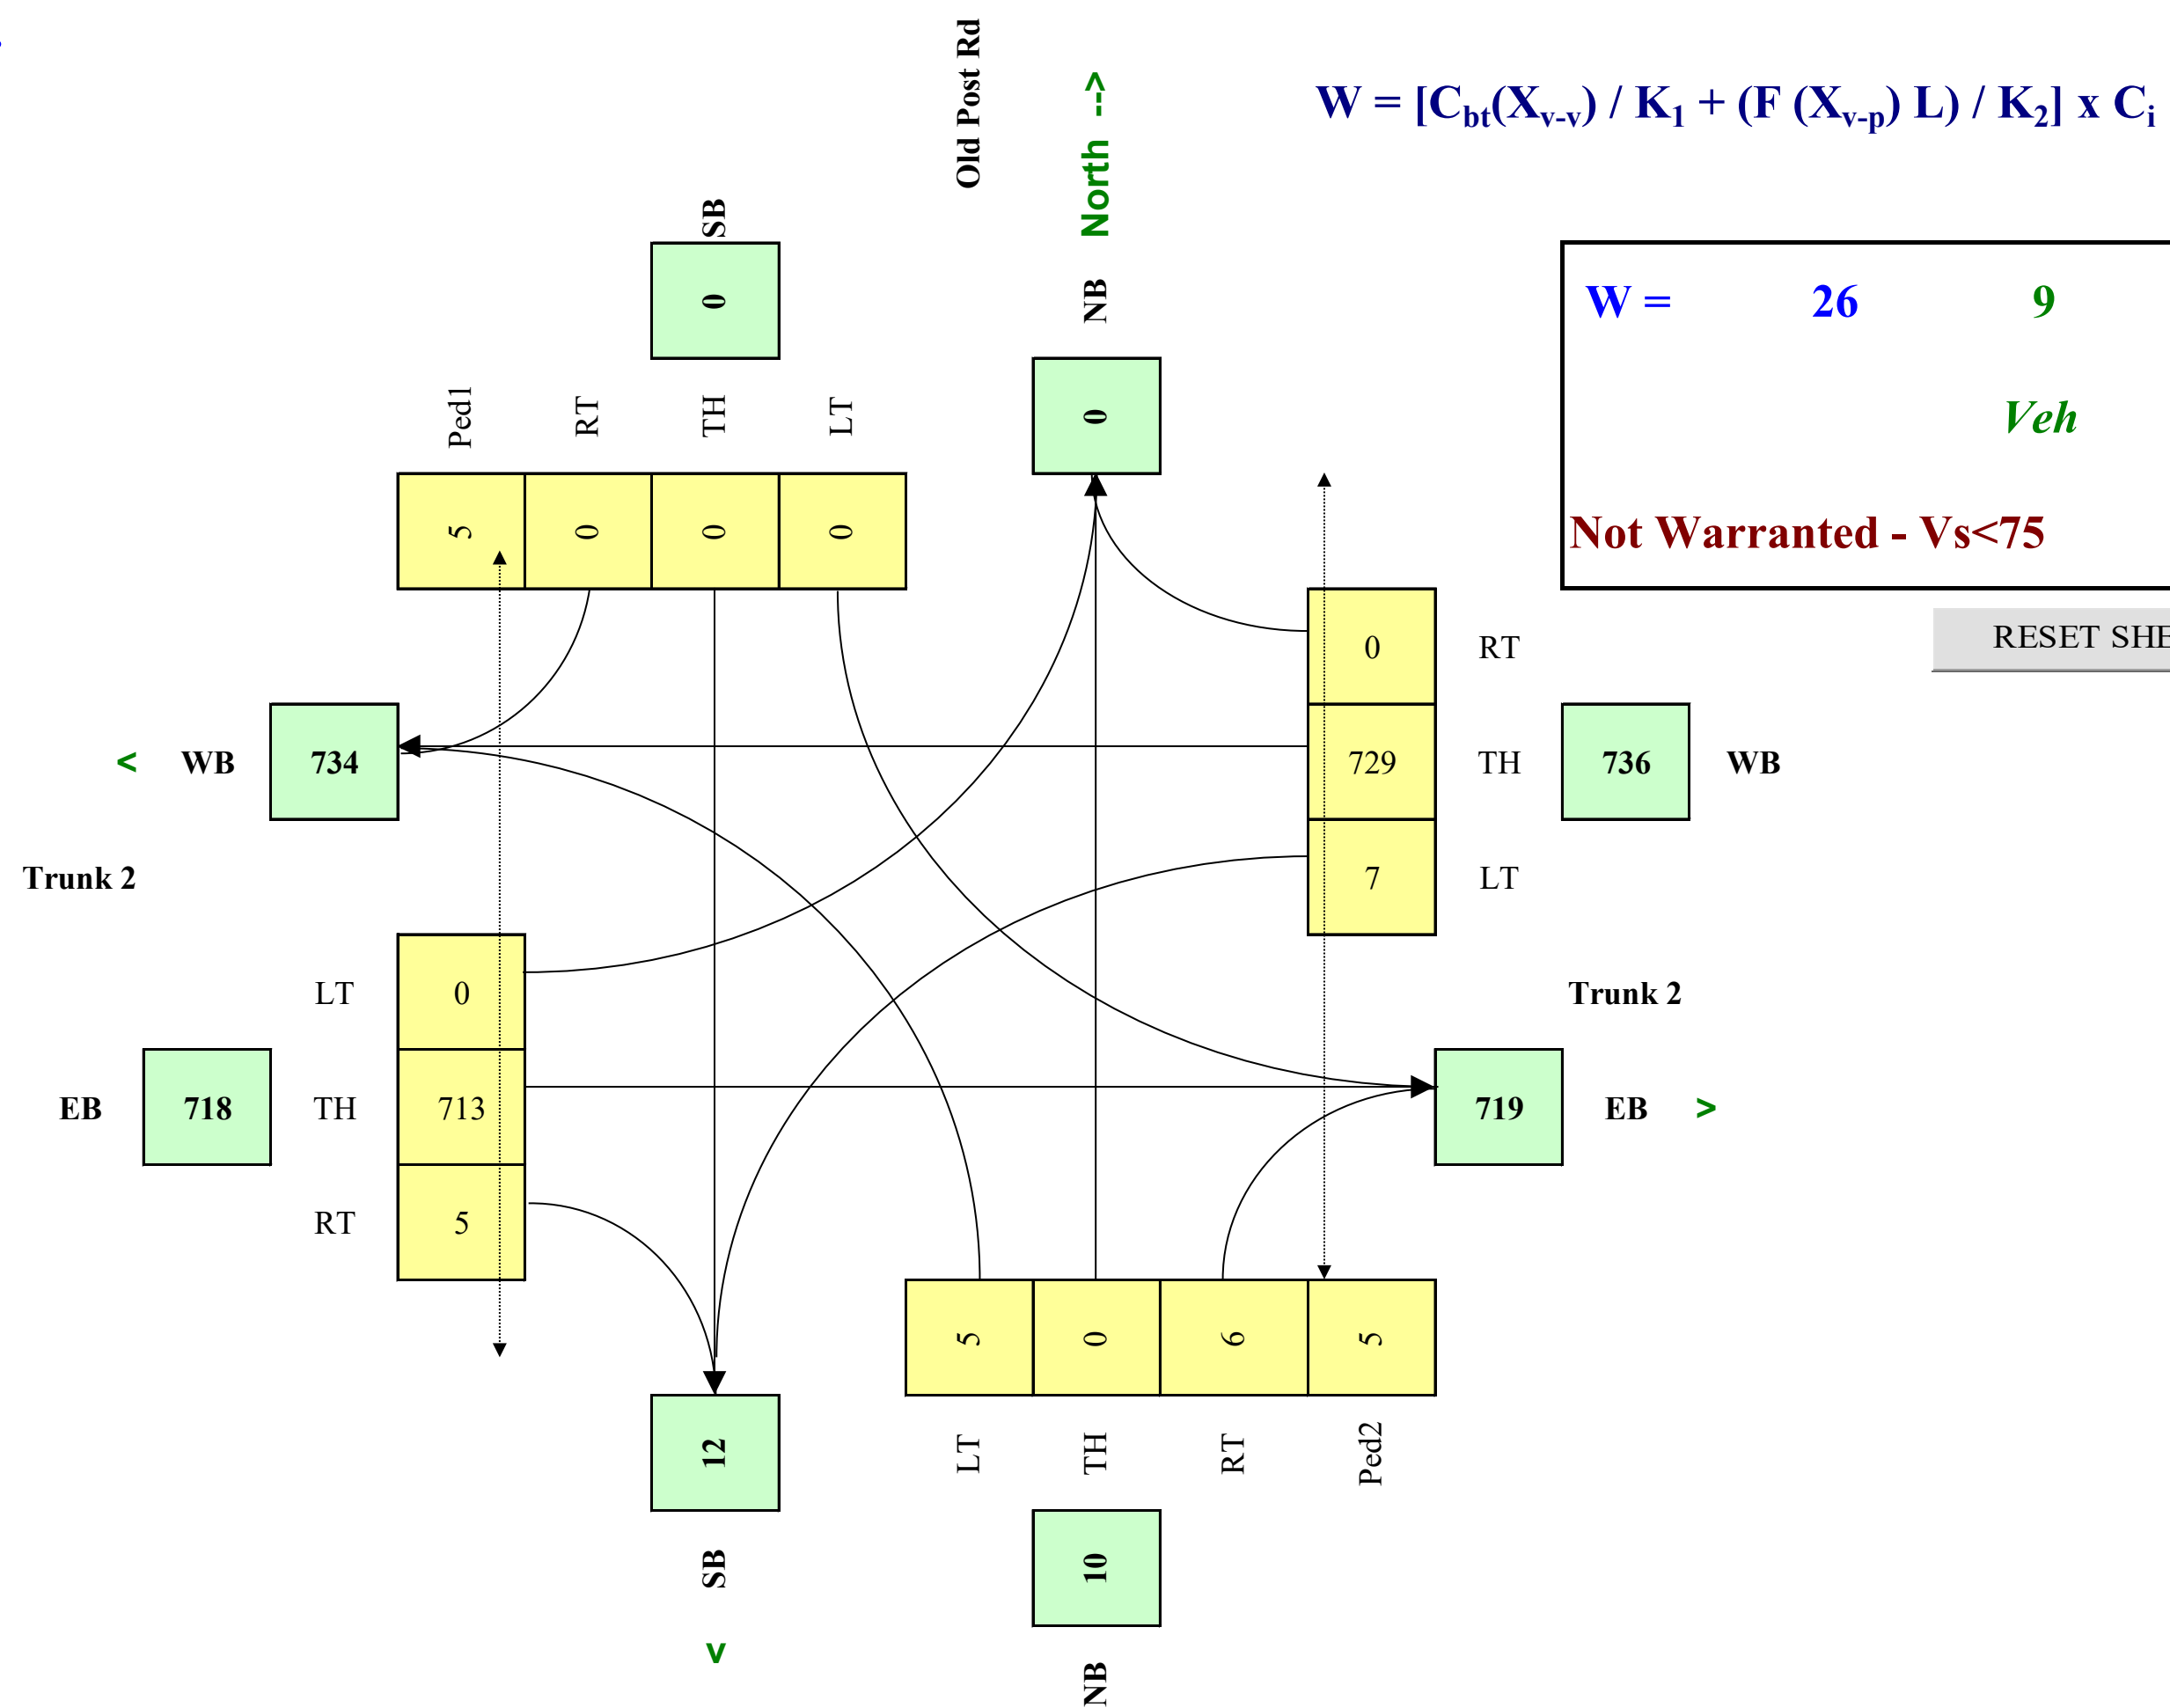 Old Post Rd
North -->
W = [Cbt(Xv-v) / K1 + (F (Xv-p) L) / K2] x Ci
SB
0
NB
0
W = 26 9
Veh
Not Warranted - Vs<75
RESET SHE
Ped1 RT TH LT
5 0 0 0
0 RT
< WB 734
729 TH 736 WB
Trunk 2
7 LT
LT 0
Trunk 2
EB 718 TH 713
719 EB >
RT 5
5 0 6 5
12
LT TH RT Ped2
SB
10
<
NB